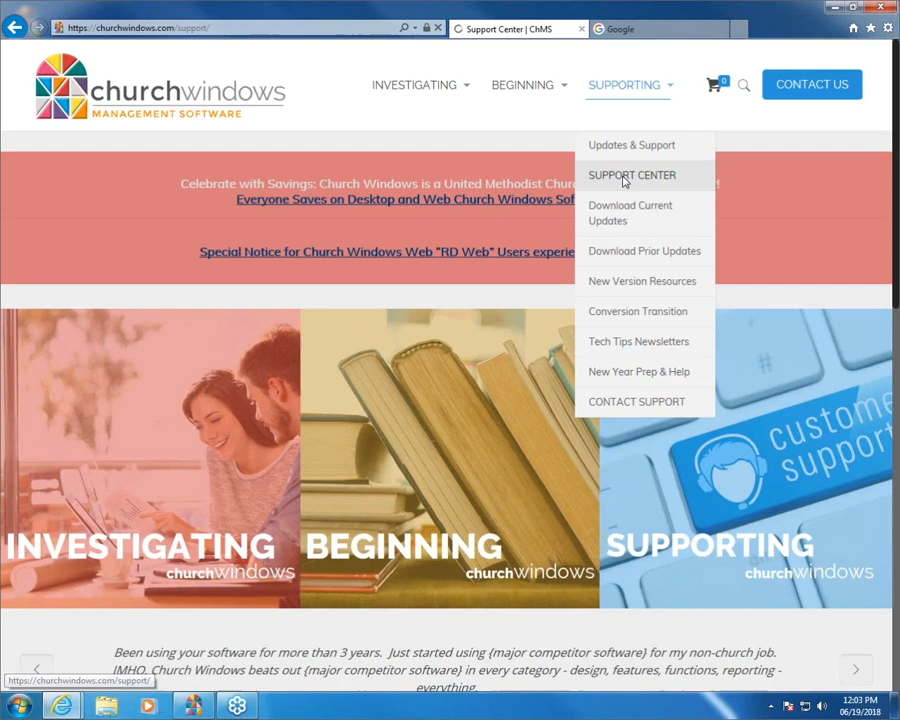 https://churchwindows.com/support/
Support Center | ChMS
Google
churchwindows
MANAGEMENT SOFTWARE
INVESTIGATING
BEGINNING
SUPPORTING
0
CONTACT US
Updates & Support
SUPPORT CENTER
Download Current
Updates
Download Prior Updates
New Version Resources
Conversion Transition
Tech Tips Newsletters
New Year Prep & Help
CONTACT SUPPORT
Celebrate with Savings: Church Windows is a United Methodist
Everyone Saves on Desktop and Web Church Windows
Special Notice for Church Windows Web “RD Web” Users
custome
support
INVESTIGATING
churchwindows
BEGINNING
churchwindows
SUPPORTING
churchwindows
Been using your software for more than 3 years. Just started using {major competitor software} for my non-church job.
IMHO, Church Windows beats out {major competitor software} in every category - design, features, functions, reporting -
everything.
https://churchwindows.com/support/
12:03 PM
06/19/2018